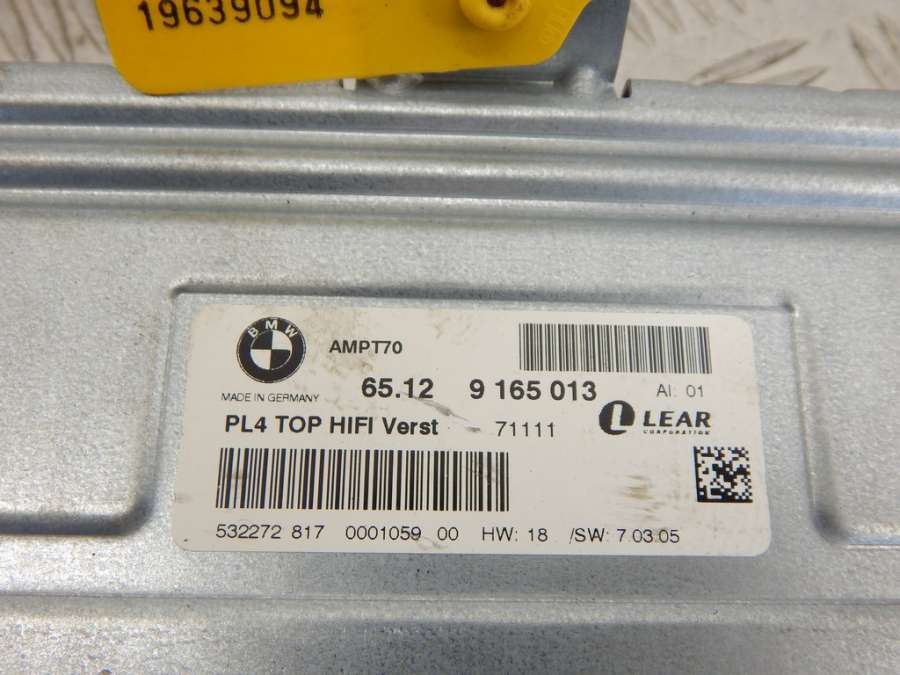 19639094
BMW
AMPT70
65.12 9 165 013 AI: 01
MADE IN GERMANY
LEAR
CORPORATION
PL4 TOP HIFI Verst 71111
532272 817 0001059 00 HW: 18 /SW: 7.03.05